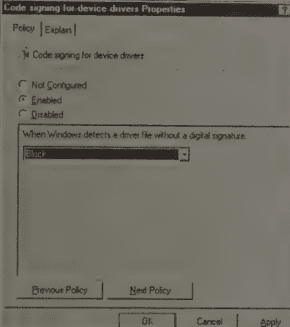 Code signing for device drivers Properties
?
Policy
Explain
Code signing for device drivers
Not Configured
Enabled
Disabled
When Windows detects a driver file without a digital signature:
Block
Previous Policy
Next Policy
OK
Cancel
Apply